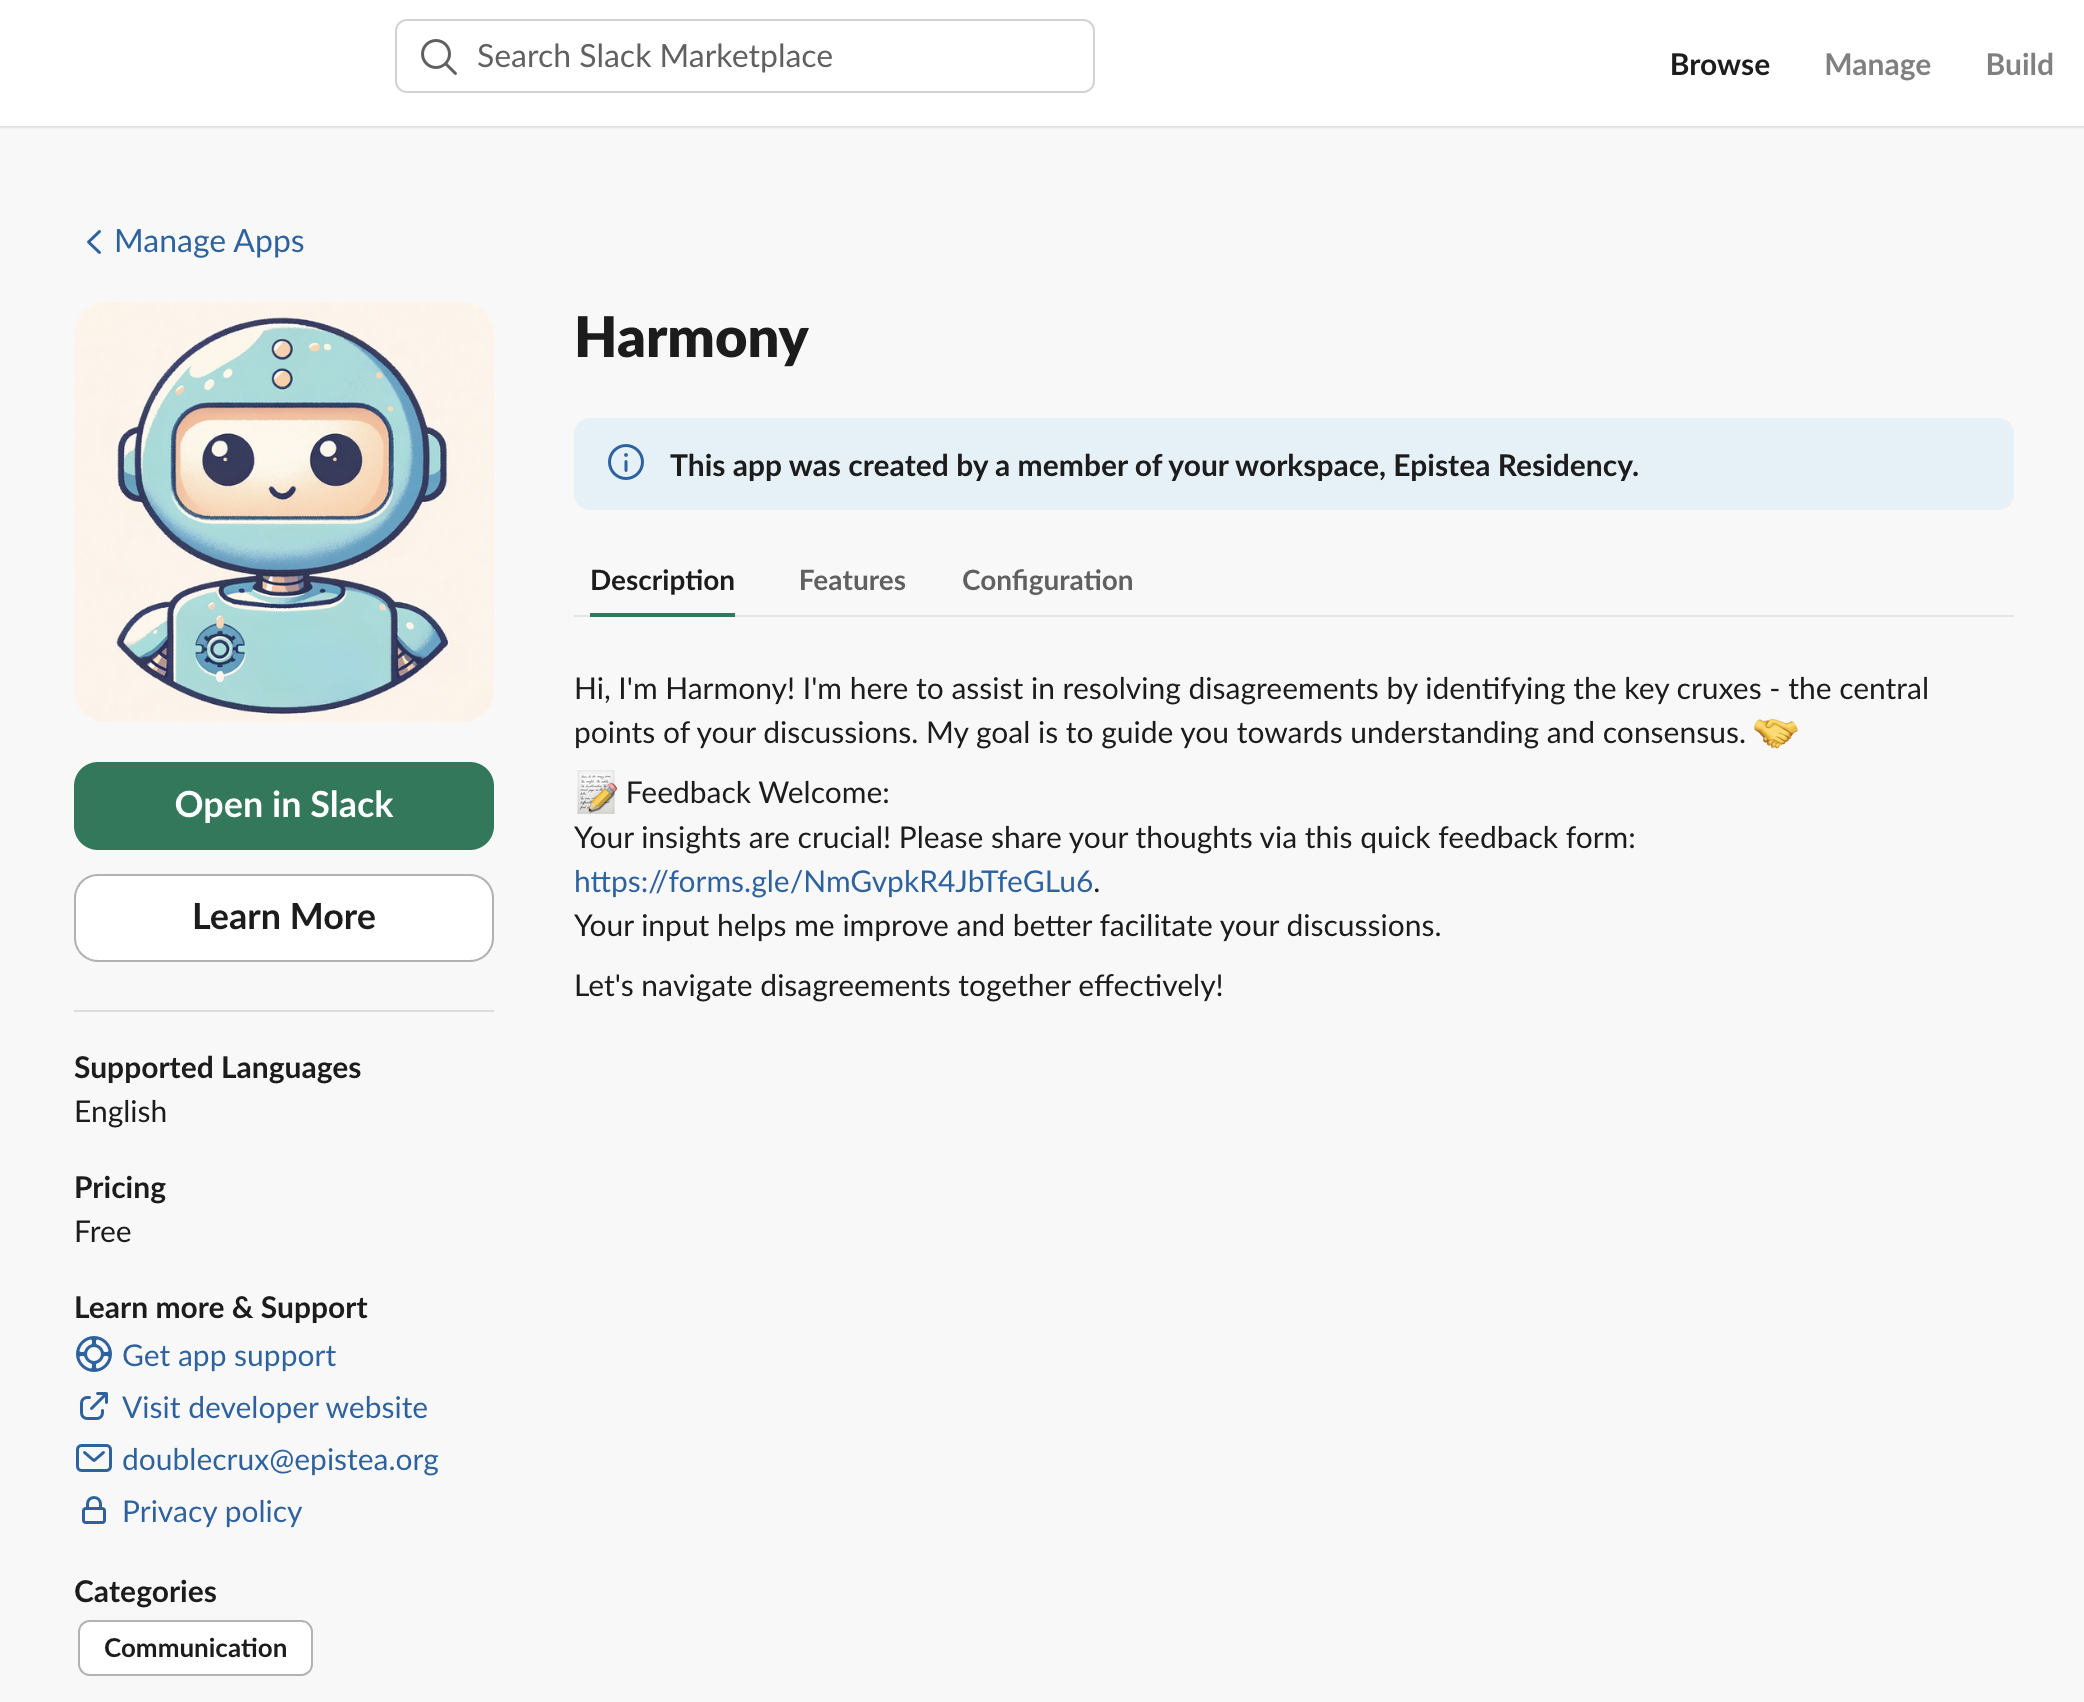 Search Slack Marketplace
Browse
Manage
Build
Manage Apps
Harmony
This app was created by a member of your workspace, Epistea Residency.
Description
Features
Configuration
Hi, I'm Harmony! I'm here to assist in resolving disagreements by identifying the key cruxes - the central
points of your discussions. My goal is to guide you towards understanding and consensus. 🤝
📝 Feedback Welcome:
Your insights are crucial! Please share your thoughts via this quick feedback form:
https://forms.gle/NmGvpkR4JbTfeGLu6.
Your input helps me improve and better facilitate your discussions.
Let's navigate disagreements together effectively!
Open in Slack
Learn More
Supported Languages
English
Pricing
Free
Learn more & Support
Get app support
Visit developer website
doublecrux@epistea.org
Privacy policy
Categories
Communication